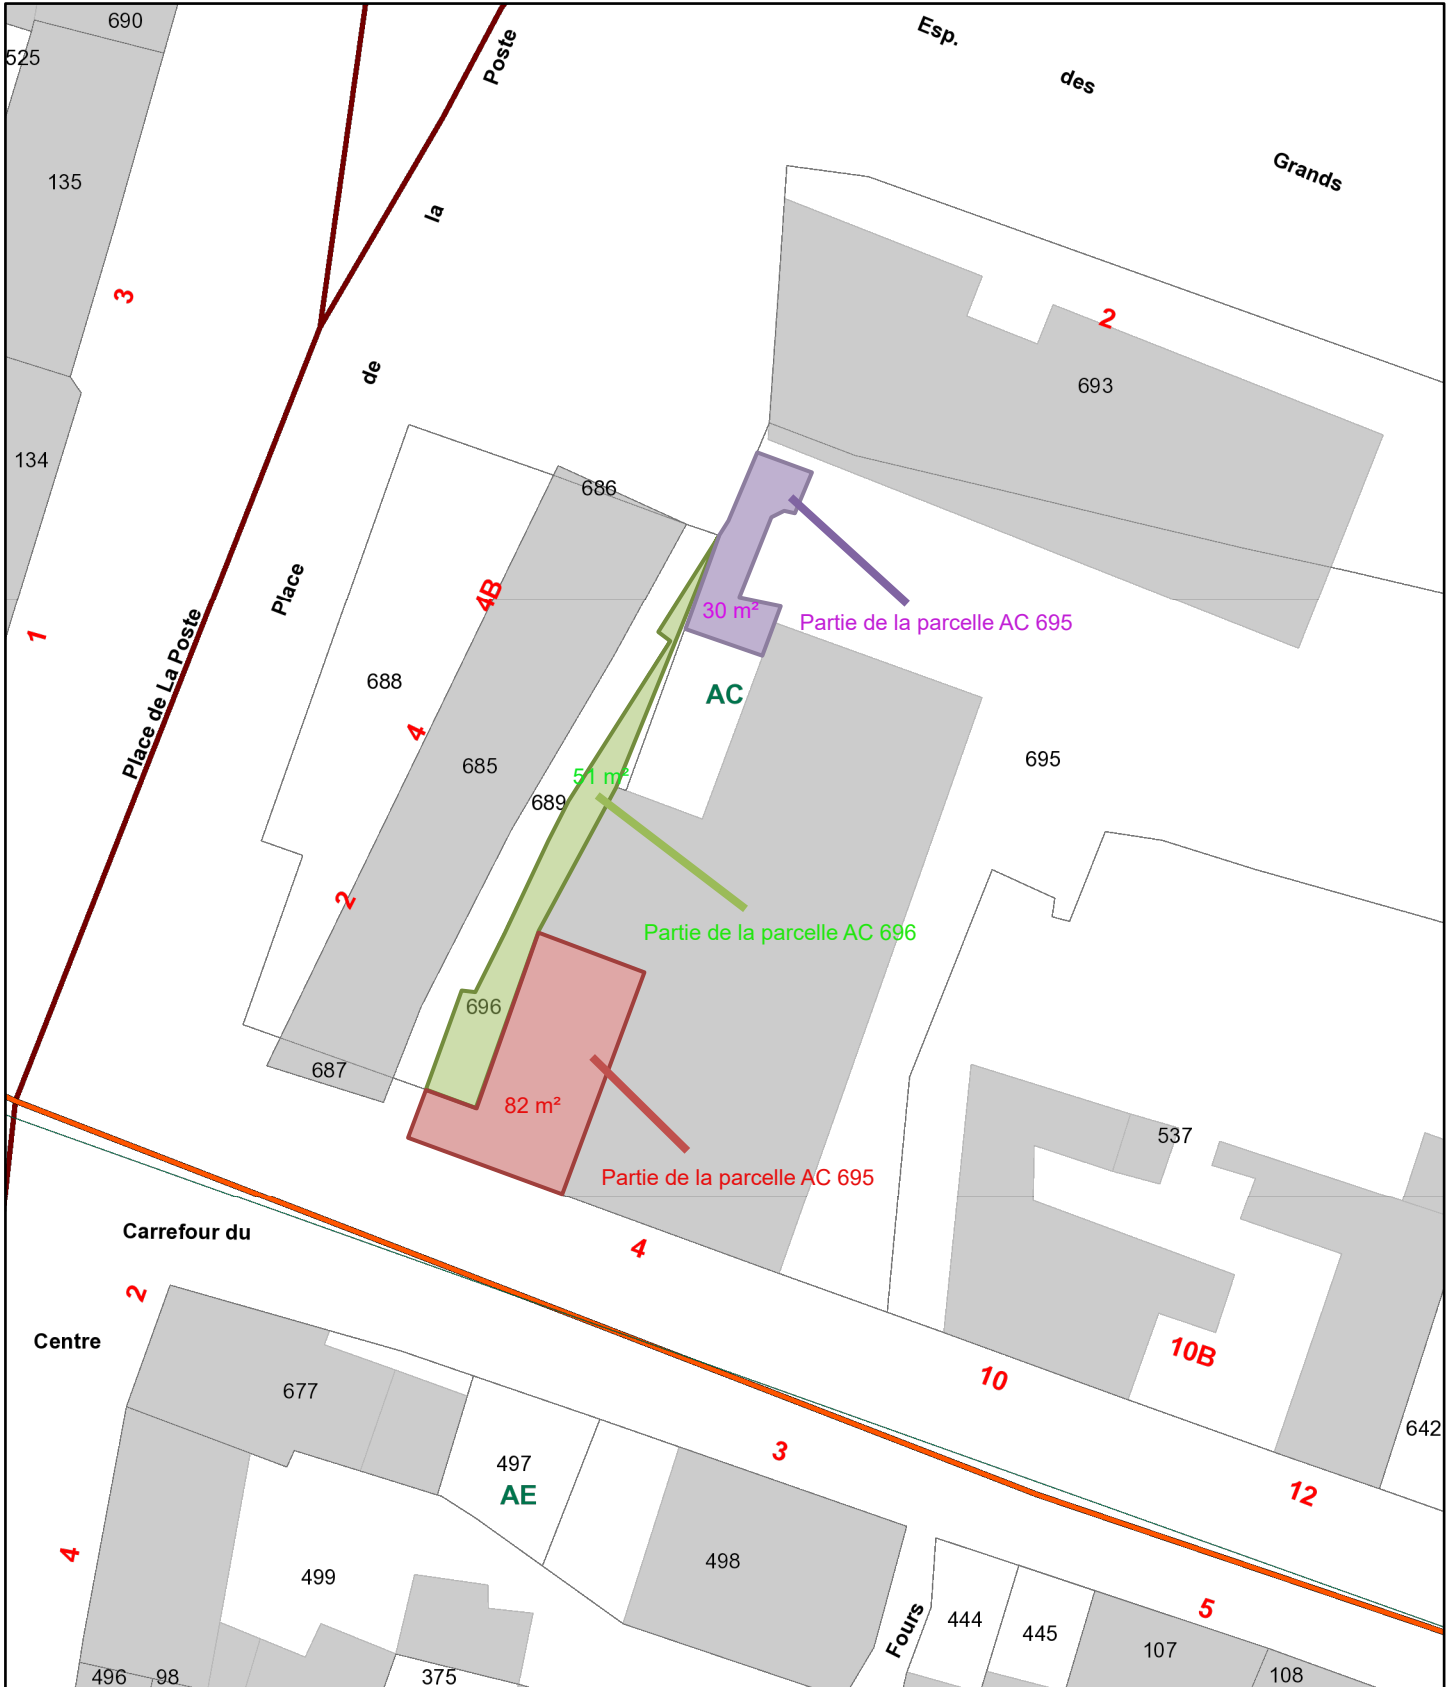 690
Esp.
525
Poste
des
Grands
135
la
3
2
de
693
134
686
Place
4B
30 m²
Partie de la parcelle AC 695
1
Place de La Poste
688
AC
4
685
695
51 m²
689
2
Partie de la parcelle AC 696
696
687
82 m²
537
Partie de la parcelle AC 695
Carrefour du
4
2
Centre
10B
10
677
642
3
497
AE
12
4
498
499
5
Fours
444
445
107
496
98
375
108